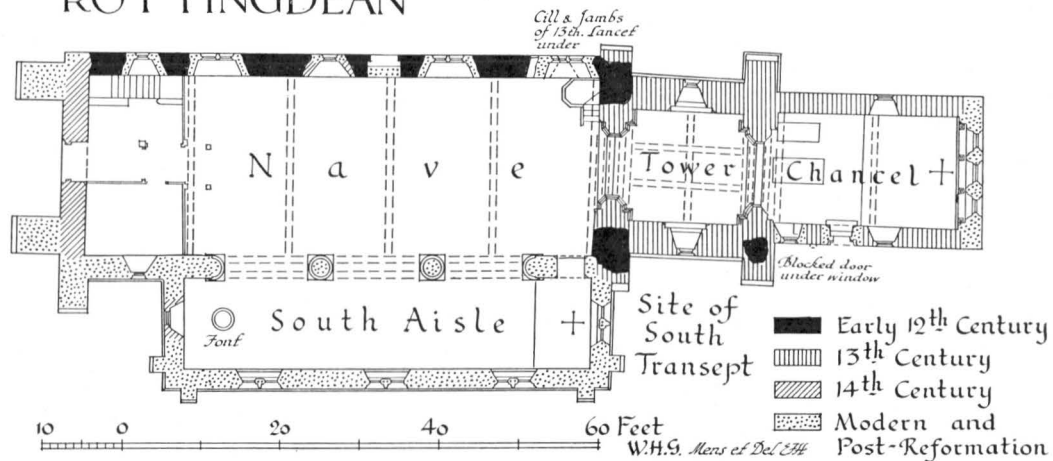 ROTTINGDEAN
Cill & Jambs
of 13th. Lancet
under
Nave
Tower
Chancel
Blocked door
under window
South Aisle
Font
Site of
South
Transept
Early 12th Century
13th Century
14th Century
Modern and
Post-Reformation
10 0 20 40 60 Feet
W.H.G. Mens et Del